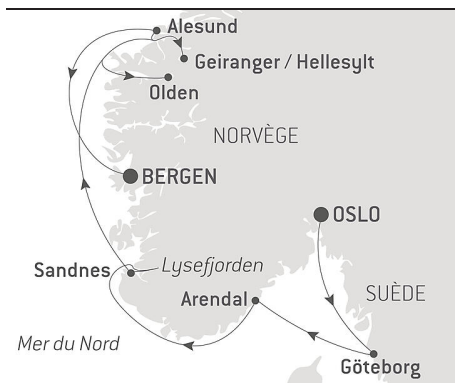 Alesund
Geiranger / Hellesylt
Olden
NORVÈGE
BERGEN
OSLO
Lysefjorden
Sandnes
SUÈDE
Arendal
Mer du Nord
Göteborg